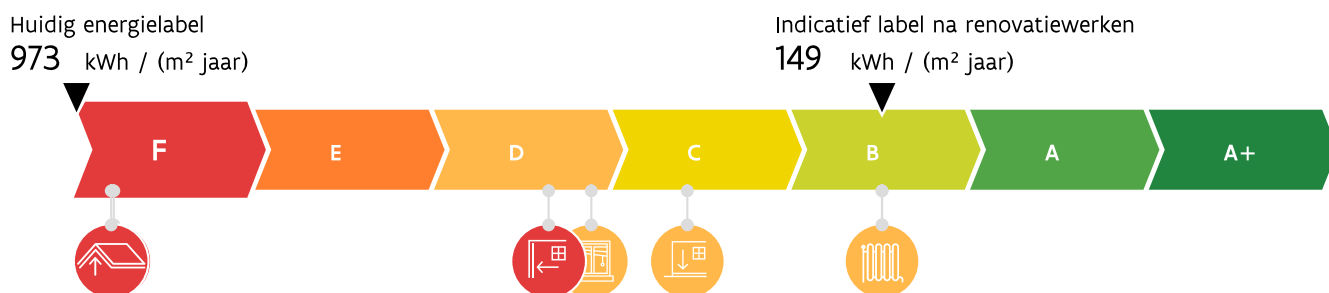 Huidig energielabel
973 kWh / (m² jaar)
Indicatief label na renovatiewerken
149 kWh / (m² jaar)
F E D C B A A+